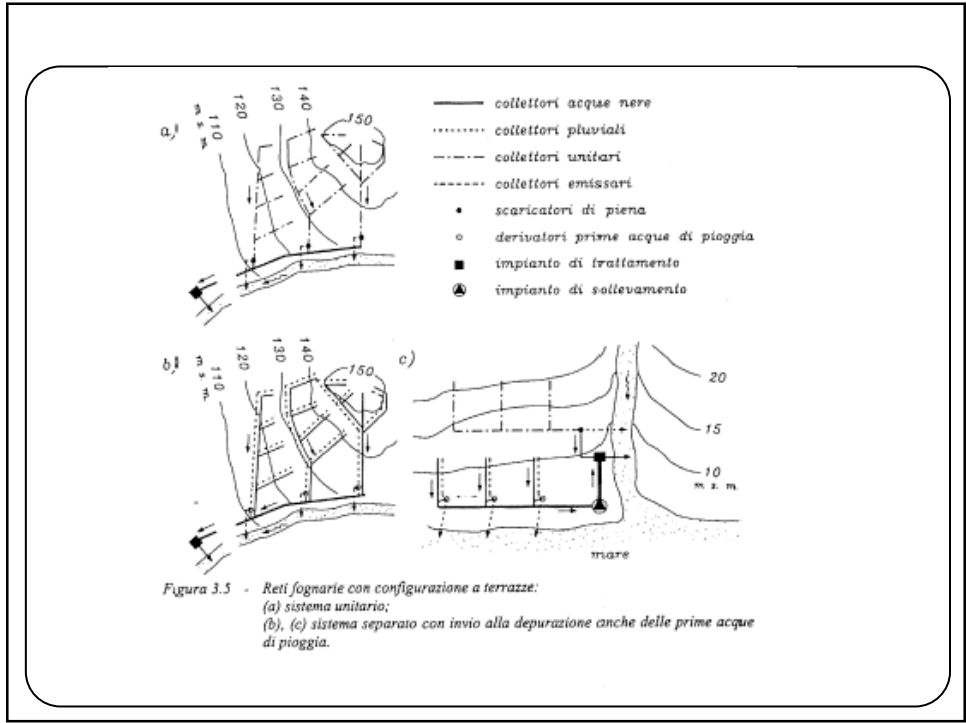 a)
110
m s. m.
120
130
140
150
collettori acque nere
collettori pluviali
collettori unitari
collettori emissari
scaricatori di piena
derivatori prime acque di pioggia
impianto di trattamento
impianto di sollevamento
b)
110
m s. m.
120
130
140
150
c)
20
15
10
m s. m.
mare
Figura 3.5 - Reti fognarie con configurazione a terrazze:
(a) sistema unitario;
(b), (c) sistema separato con invio alla depurazione anche delle prime acque
di pioggia.